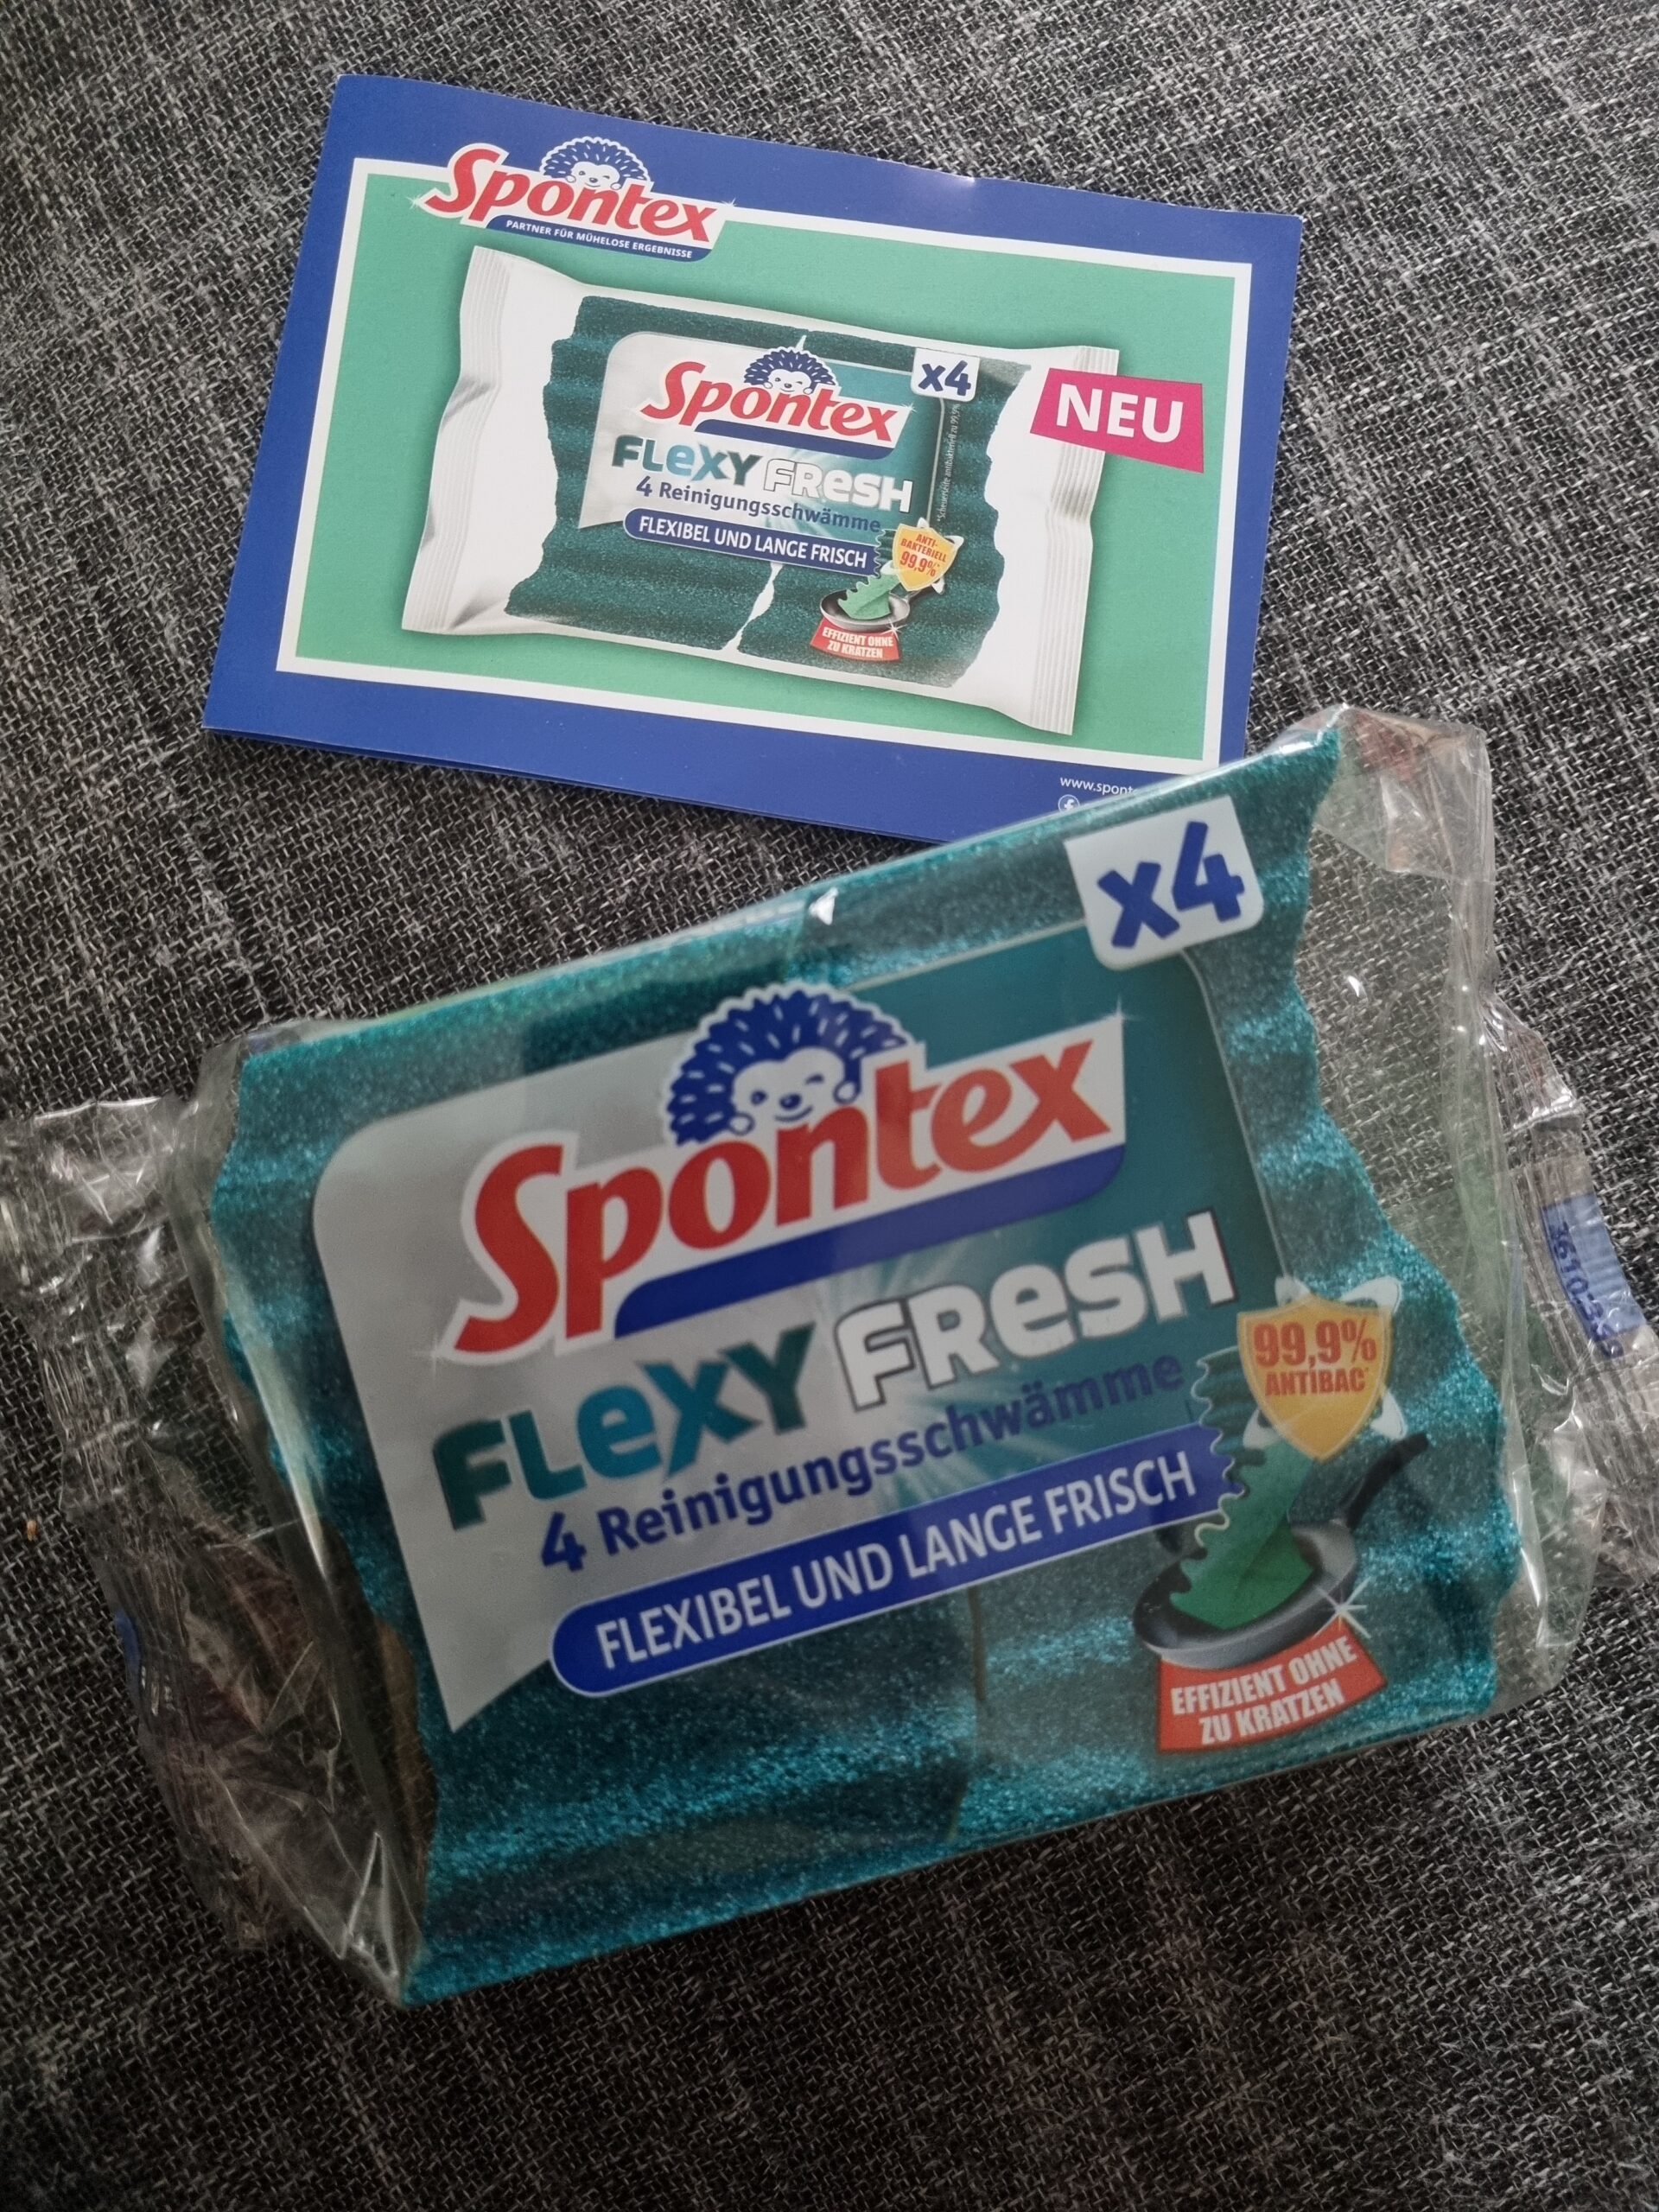 Spontex
PARTNER FÜR MÜHELOSE ERGEBNISSE
x4
Spontex
NEU
FLeXY FReSH
4 Reinigungsschwämme
FLEXIBEL UND LANGE FRISCH
ANTI-
BAKTERIELL
99,9%
EFFIZIENT OHNE
ZU KRATZEN
x4
Spontex
FLeXY FReSH
4 Reinigungsschwämme
FLEXIBEL UND LANGE FRISCH
99,9%
ANTIBAC*
EFFIZIENT OHNE
ZU KRATZEN